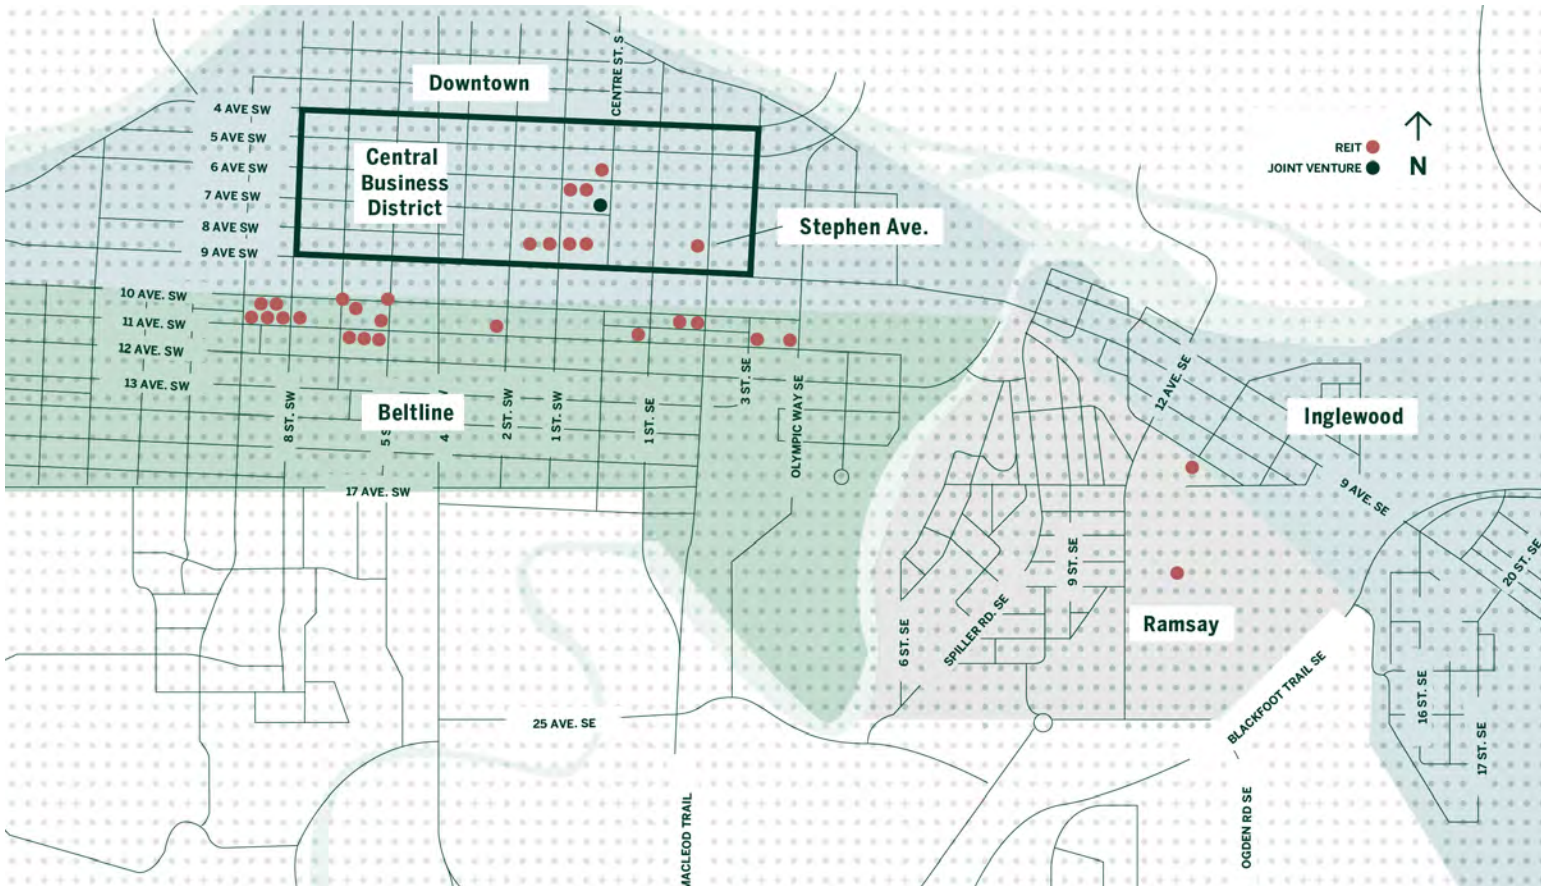 CENTRE ST. S
Downtown
4 AVE SW
5 AVE SW
6 AVE SW
7 AVE SW
8 AVE SW
9 AVE SW
Central
Business
District
Stephen Ave.
REIT
JOINT VENTURE
N
10 AVE. SW
11 AVE. SW
12 AVE. SW
13 AVE. SW
8 ST. SW
Beltline
5 S
4
2 ST. SW
1 ST. SW
1 ST. SE
3 ST. SE
OLYMPIC WAY SE
12 AVE. SE
Inglewood
17 AVE. SW
9 AVE. SE
20 ST. SE
9 ST. SE
6 ST. SE
SPILLER RD. SE
Ramsay
25 AVE. SE
BLACKFOOT TRAIL SE
16 ST. SE
17 ST. SE
MACLEOD TRAIL
OGDEN RD SE